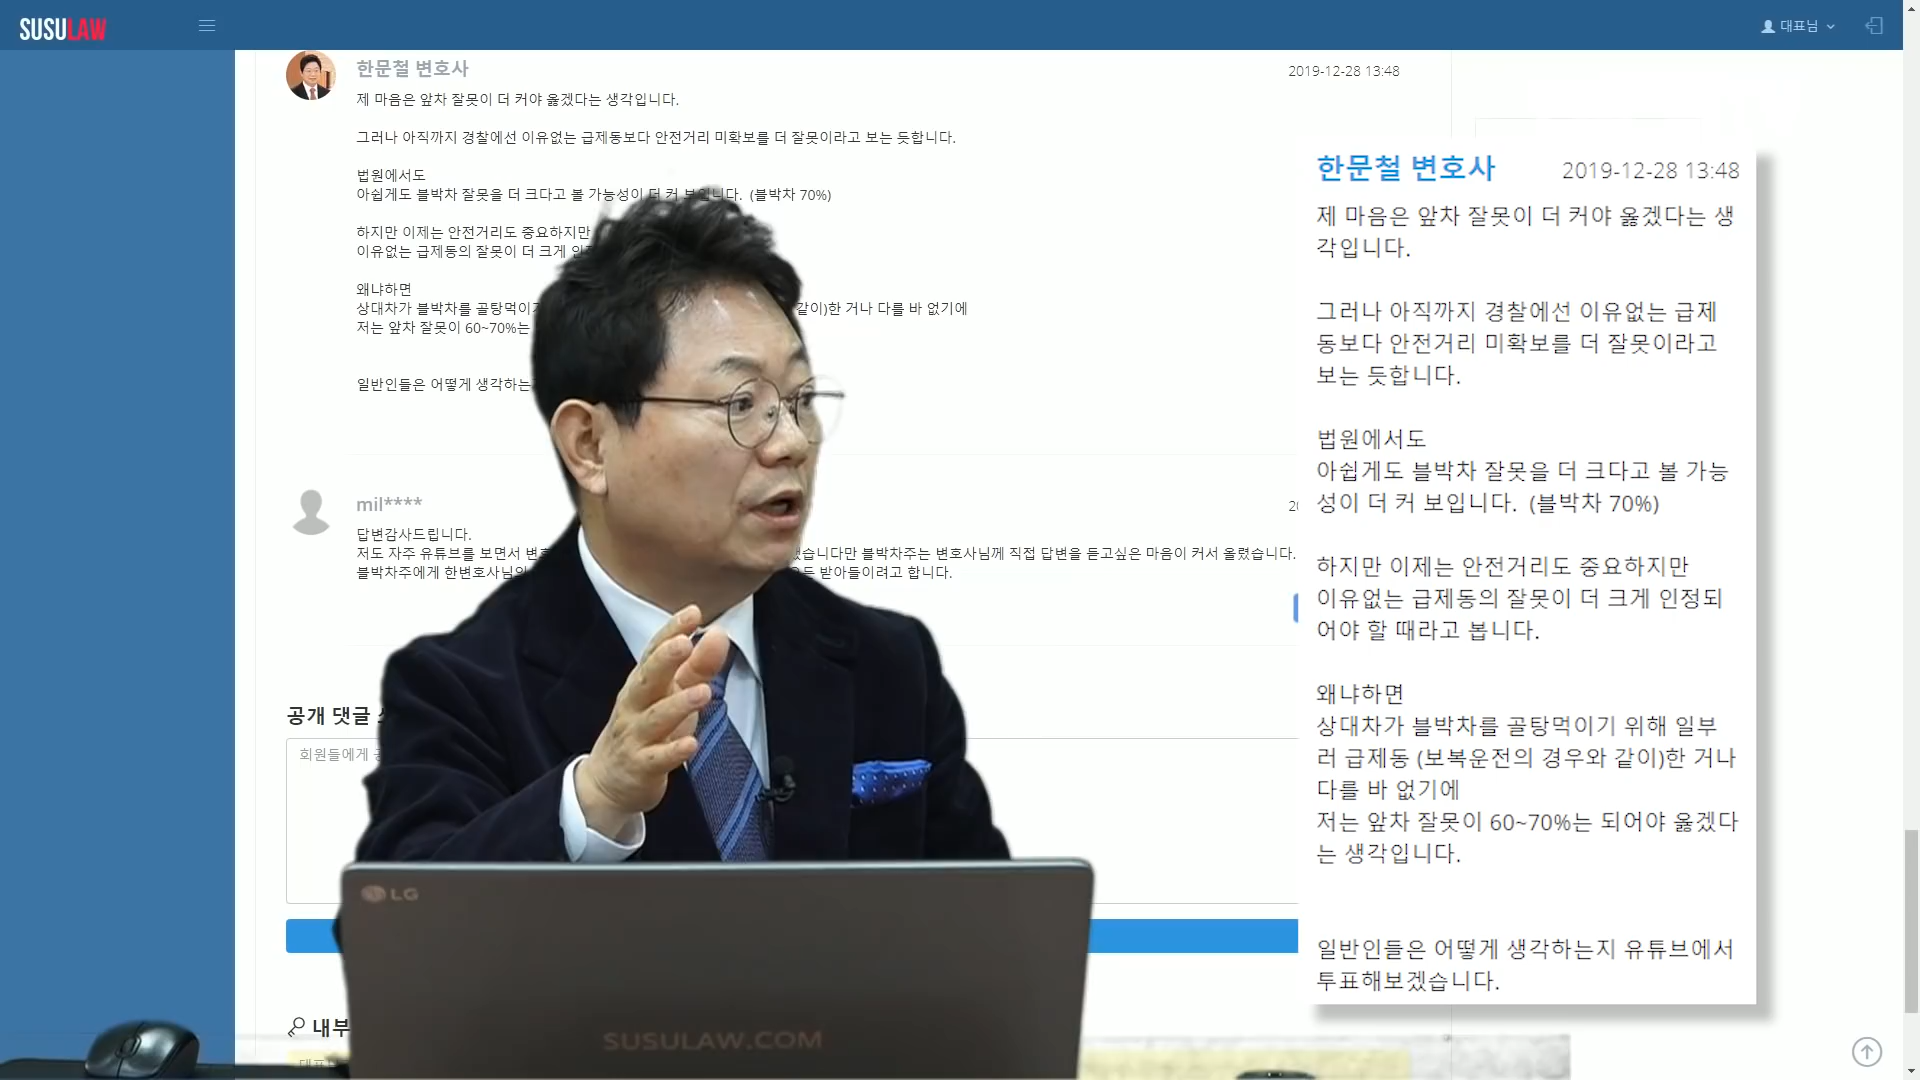 SUSULAW
대표님
한문철 변호사
2019-12-28 13:48
제 마음은 앞차 잘못이 더 커야 옳겠다는 생각입니다.
그러나 아직까지 경찰에선 이유없는 급제동보다 안전거리 미확보를 더 잘못이라고 보는 듯합니다.
법원에서도
아쉽게도 블박차 잘못을 더 크다고 볼 가능성이 더 커 보입니다. (블박차 70%)
하지만 이제는 안전거리도 중요하지만
이유없는 급제동의 잘못이 더 크게
왜냐하면
상대차가 블박차를 골탕먹이기 같이)한 거나 다를 바 없기에
저는 앞차 잘못이 60~70%는
일반인들은 어떻게 생각하는
mil****
답변감사드립니다.
저도 자주 유튜브를 보면서 했습니다만 블박차주는 변호사님께 직접 답변을 듣고싶은 마음이 커서 올렸습니다.
블박차주에게 받아들이려고 합니다.
공개 댓글
회원들에게
내부
LG
SUSULAW.COM
한문철 변호사 2019-12-28 13:48
제 마음은 앞차 잘못이 더 커야 옳겠다는 생
각입니다.
그러나 아직까지 경찰에선 이유없는 급제
동보다 안전거리 미확보를 더 잘못이라고
보는 듯합니다.
법원에서도
아쉽게도 블박차 잘못을 더 크다고 볼 가능
성이 더 커 보입니다. (블박차 70%)
하지만 이제는 안전거리도 중요하지만
이유없는 급제동의 잘못이 더 크게 인정되
어야 할 때라고 봅니다.
왜냐하면
상대차가 블박차를 골탕먹이기 위해 일부
러 급제동 (보복운전의 경우와 같이)한 거나
다를 바 없기에
저는 앞차 잘못이 60~70%는 되어야 옳겠다
는 생각입니다.
일반인들은 어떻게 생각하는지 유튜브에서
투표해보겠습니다.